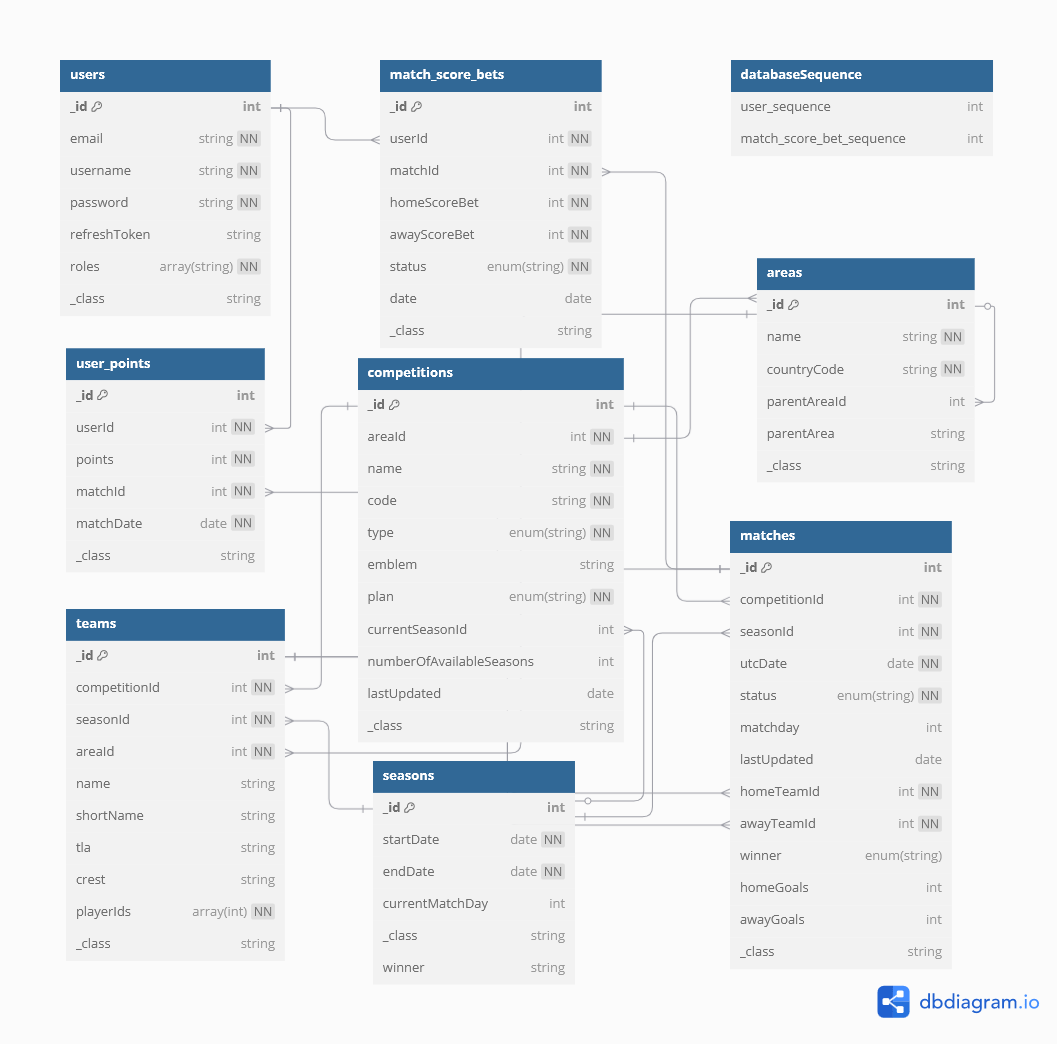 users
_id int
email string NN
username string NN
password string NN
refreshToken string
roles array(string) NN
_class string
match_score_bets
_id int
userId int NN
matchId int NN
homeScoreBet int NN
awayScoreBet int NN
status enum(string) NN
date date
_class string
databaseSequence
user_sequence int
match_score_bet_sequence int
areas
_id int
name string NN
countryCode string NN
parentAreaId int
parentArea string
_class string
user_points
_id int
userId int NN
points int NN
matchId int NN
matchDate date NN
_class string
competitions
_id int
areaId int NN
name string NN
code string NN
type enum(string) NN
emblem string
plan enum(string) NN
currentSeasonId int
numberOfAvailableSeasons int
lastUpdated date
_class string
matches
_id int
competitionId int NN
seasonId int NN
utcDate date NN
status enum(string) NN
matchday int
lastUpdated date
homeTeamId int NN
awayTeamId int NN
winner enum(string)
homeGoals int
awayGoals int
_class string
teams
_id int
competitionId int NN
seasonId int NN
areaId int NN
name string
shortName string
tla string
crest string
playerIds array(int) NN
_class string
seasons
_id int
startDate date NN
endDate date NN
currentMatchDay int
_class string
winner string
dbdiagram.io